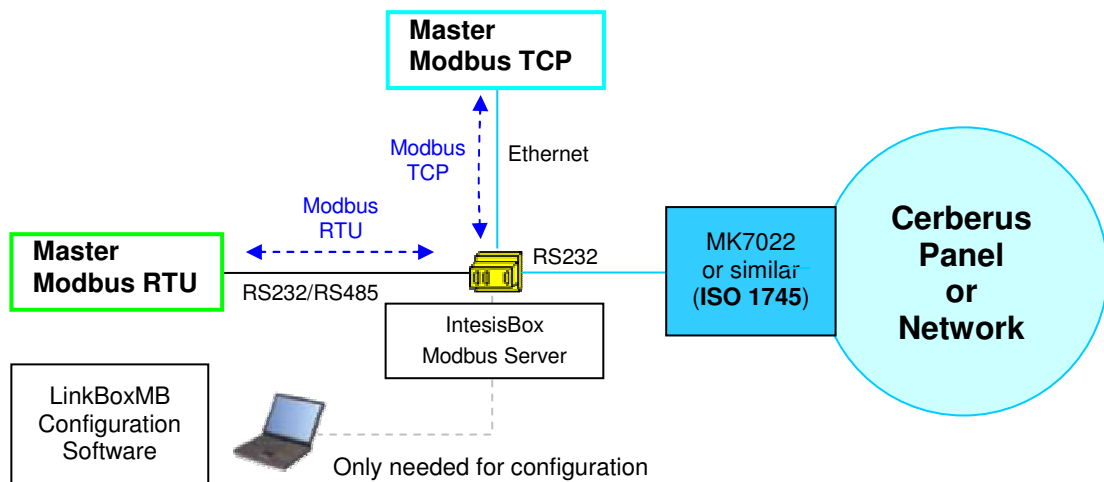 Master
Modbus TCP
Modbus
TCP
Ethernet
Modbus
RTU
Master
Modbus RTU
RS232/RS485
RS232
MK7022
or similar
(ISO 1745)
Cerberus
Panel
or
Network
IntesisBox
Modbus Server
LinkBoxMB
Configuration
Software
Only needed for configuration